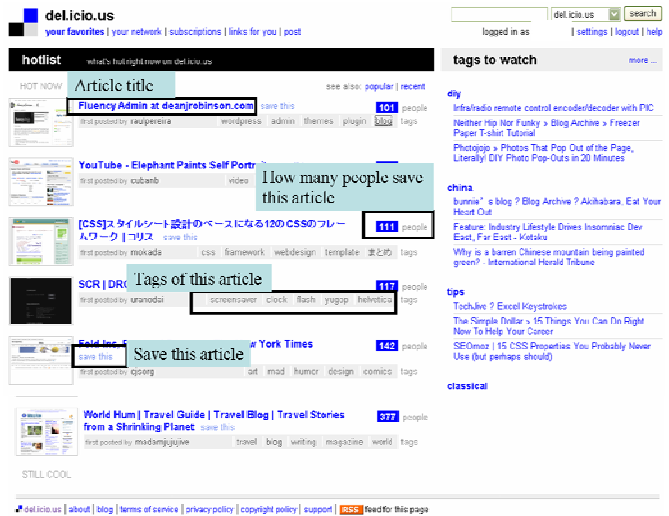 del.icio.us
del.icio.us
search
your favorites | your network | subscriptions | links for you | post
logged in as
| settings | logout | help
hotlist
what's hot right now on del.icio.us
HOT NOW
Article title
see also: popular | recent
Fluency Admin at deanjrobinson.com
save this
101 people
first posted by raulpereira
wordpress admin themes plugin blog tags
YouTube - Elephant Paints Self
first posted by cubanb
video
tags
How many people save
this article
[CSS]スタイルシート設計のベースになる12のCSSのフレー
ムワーク | コリス save this
111 people
first posted by mokada
css framework webdesign template まとめ tags
Tags of this article
SCR |
117 people
first posted by uranodai
screensaver clock flash yugop helvetica tags
Save this article
York Times
save this
142 people
cjsorg
art mad humor design comics tags
World Hum | Travel Guide | Travel Blog | Travel Stories
from a Shrinking Planet save this
377 people
first posted by madamjujujive
travel blog writing magazine world tags
STILL COOL
tags to watch
more ...
diy
Infra/radio remote control encoder/decoder with PIC
Neither Hip Nor Funky » Blog Archive » Freezer
Paper T-shirt Tutorial
Photojojo » Photos That Pop Out of the Page,
Literally! DIY Photo Pop-Outs in 20 Minutes
china
bunnie”s blog ? Blog Archive ? Akihabara, Eat Your
Heart Out
Feature: Industry Lifestyle Drives Insomniac Dev
East, Far East - Kotaku
Why is a barren Chinese mountain being painted
green? - International Herald Tribune
tips
TechJive ? Excel Keystrokes
The Simple Dollar » 15 Things You Can Do Right
Now To Help Your Career
SEOmoz | 15 CSS Properties You Probably Never
Use (but perhaps should)
classical
del.icio.us | about | blog | terms of service | privacy policy | copyright policy | support | RSS feed for this page